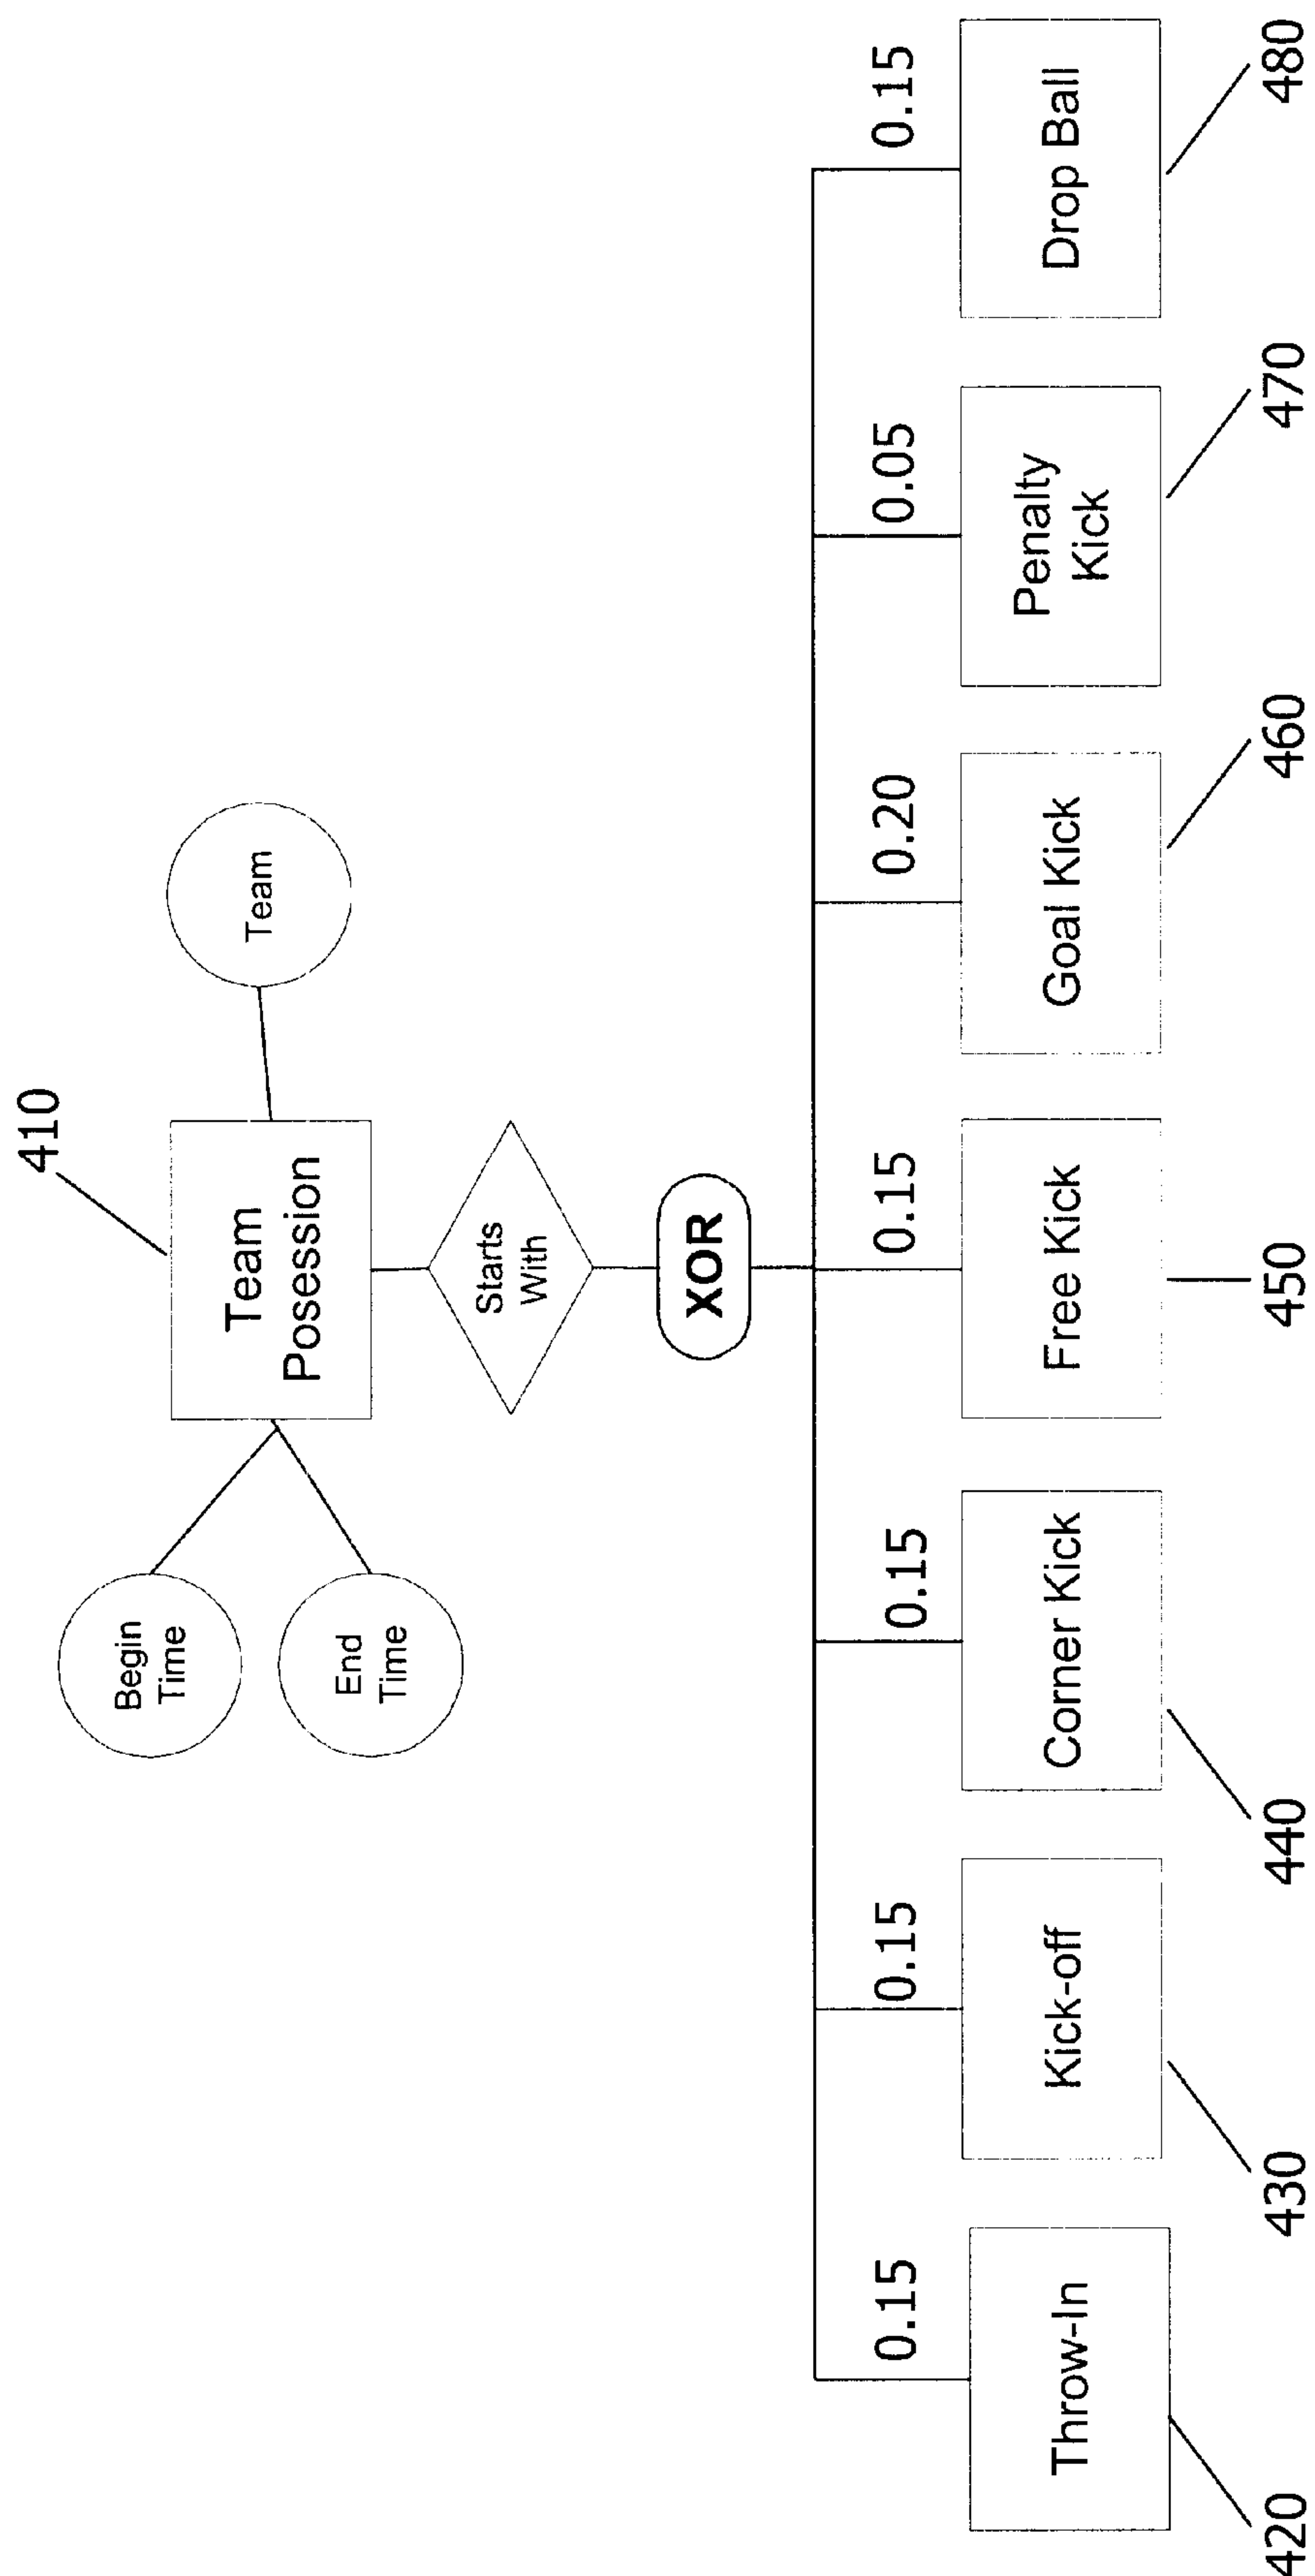 410
Team
Posession
Begin
Time
End
Time
Team
Starts
With
XOR
0.15
0.15
0.15
0.15
0.20
0.05
0.15
Throw-In
Kick-off
Corner Kick
Free Kick
Goal Kick
Penalty
Kick
Drop Ball
420
430
440
450
460
470
480